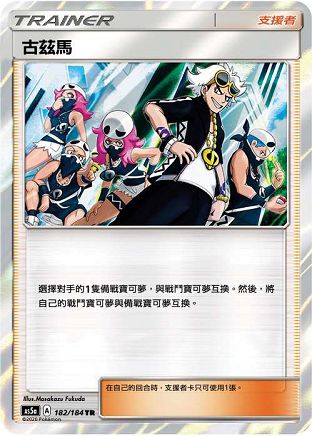 TRAINER
支援者
古茲馬
選擇對手的1隻備戰寶可夢，與戰鬥寶可夢互換。然後，將
自己的戰鬥寶可夢與備戰寶可夢互換。
Illus.Masakazu Fukuda
AS5a A 182/184 TR
©2020 Pokémon
在自己的回合時，支援者卡只可使用1張。